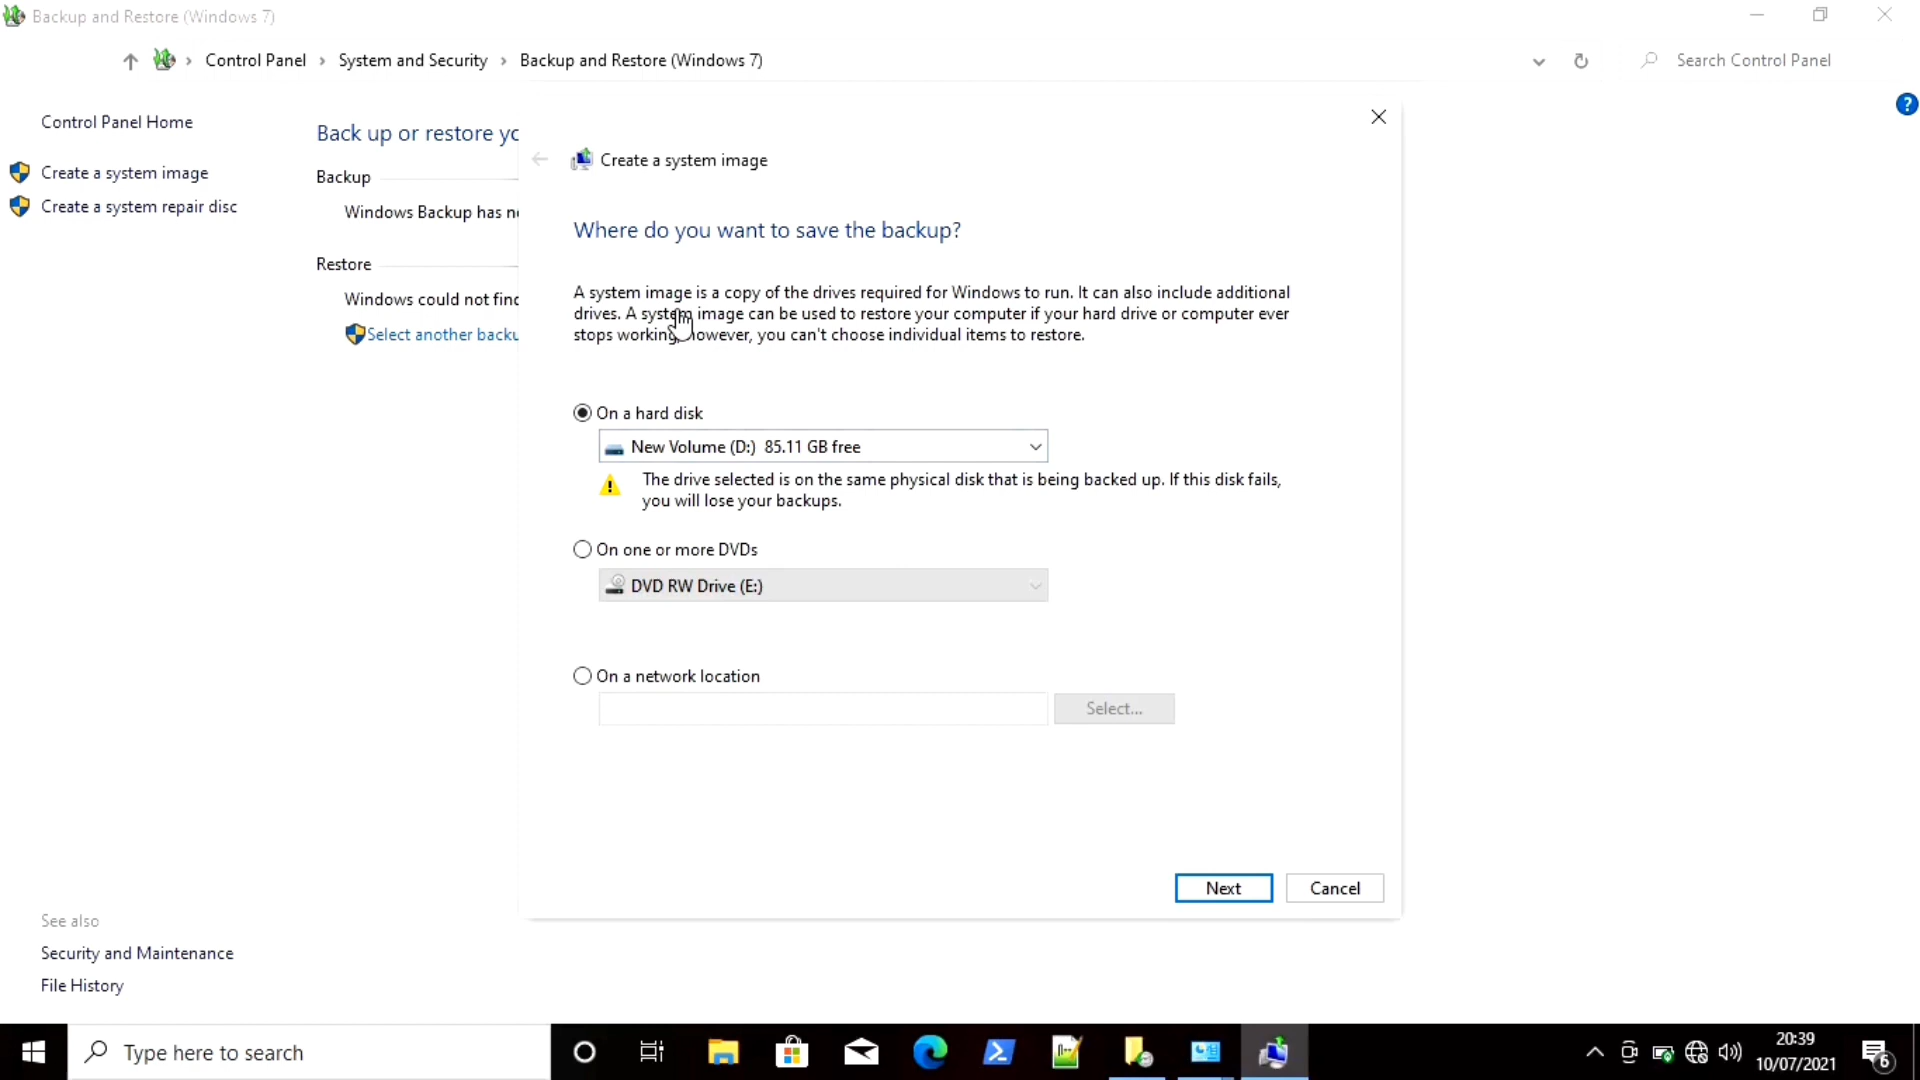 Backup and Restore (Windows 7)
Control Panel › System and Security › Backup and Restore (Windows 7)
Search Control Panel
?
Control Panel Home
Create a system image
Create a system repair disc
Back up or restore yo
Backup
Windows Backup has no
Restore
Windows could not find
Select another backu
Create a system image
Where do you want to save the backup?
A system image is a copy of the drives required for Windows to run. It can also include additional
drives. A system image can be used to restore your computer if your hard drive or computer ever
stops working; however, you can't choose individual items to restore.
On a hard disk
New Volume (D:) 85.11 GB free
The drive selected is on the same physical disk that is being backed up. If this disk fails,
you will lose your backups.
On one or more DVDs
DVD RW Drive (E:)
On a network location
Select...
Next
Cancel
See also
Security and Maintenance
File History
Type here to search
20:39
10/07/2021
6